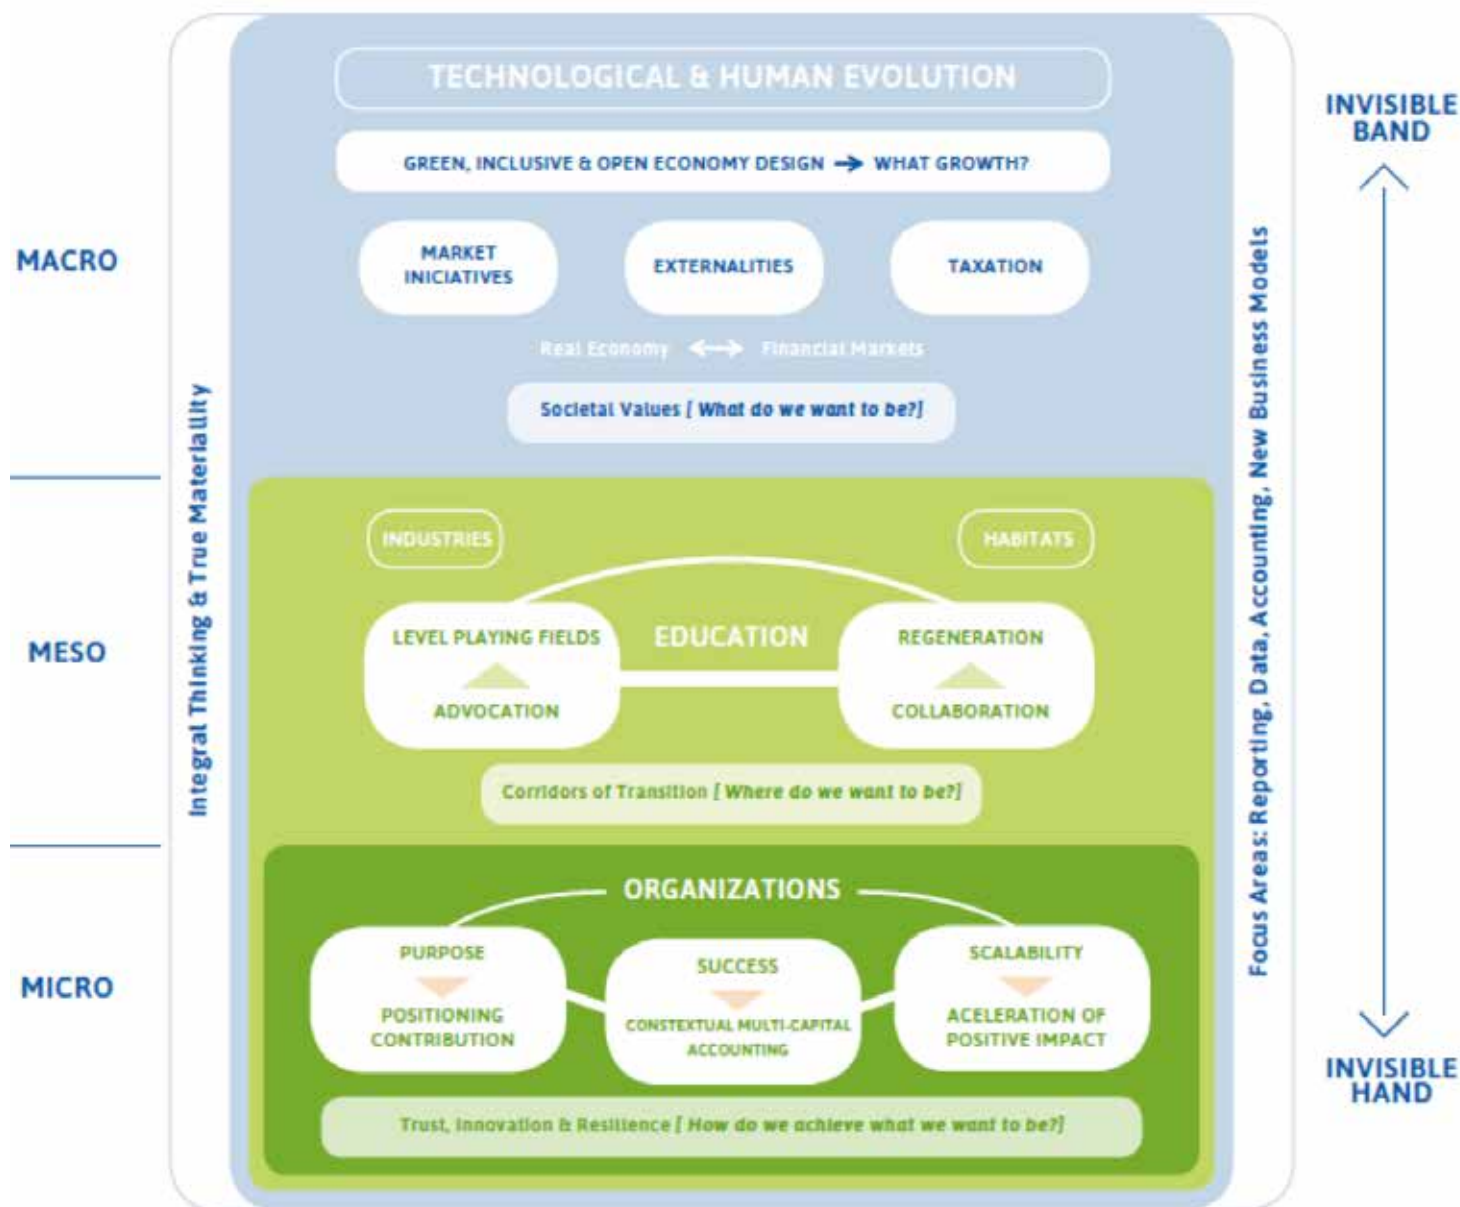 TECHNOLOGICAL & HUMAN EVOLUTION
INVISIBLE
BAND
GREEN, INCLUSIVE & OPEN ECONOMY DESIGN → WHAT GROWTH?
MACRO
MARKET
INICIATIVES
EXTERNALITIES
TAXATION
Real Economy ↔ Financial Markets
Societal Values [ What do we want to be?]
Integral Thinking & True Materiallity
Focus Areas: Reporting, Data, Accounting, New Business Models
MESO
INDUSTRIES
HABITATS
LEVEL PLAYING FIELDS
ADVOCATION
EDUCATION
REGENERATION
COLLABORATION
Corridors of Transition [ Where do we want to be?]
MICRO
ORGANIZATIONS
PURPOSE
POSITIONING
CONTRIBUTION
SUCCESS
CONSTEXTUAL MULTI-CAPITAL
ACCOUNTING
SCALABILITY
ACELERATION OF
POSITIVE IMPACT
Trust, Innovation & Resilience [ How do we achieve what we want to be?]
INVISIBLE
HAND